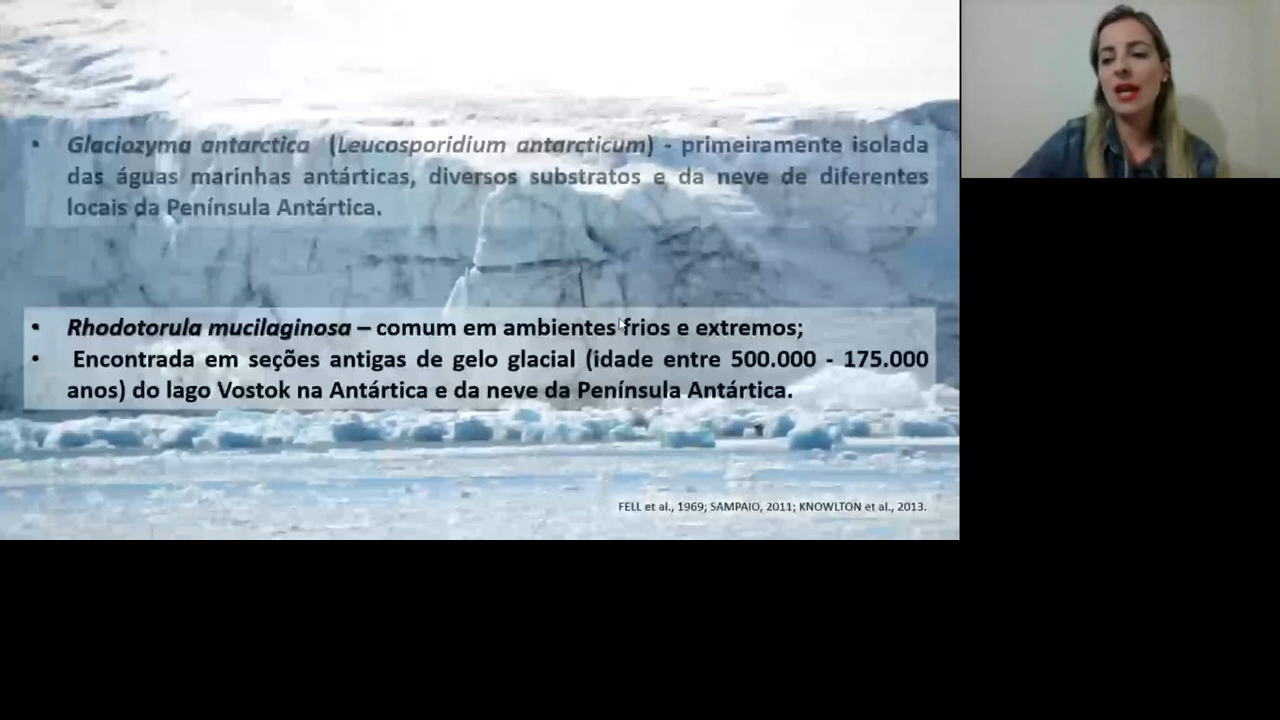 • Glaciozyma antarctica (Leucosporidium antarcticum) - primeiramente isolada
das águas marinhas antárticas, diversos substratos e da neve de diferentes
locais da Península Antártica.
• Rhodotorula mucilaginosa – comum em ambientes frios e extremos;
• Encontrada em seções antigas de gelo glacial (idade entre 500.000 - 175.000
anos) do lago Vostok na Antártica e da neve da Península Antártica.
FELL et al., 1969; SAMPAIO, 2011; KNOWLTON et al., 2013.